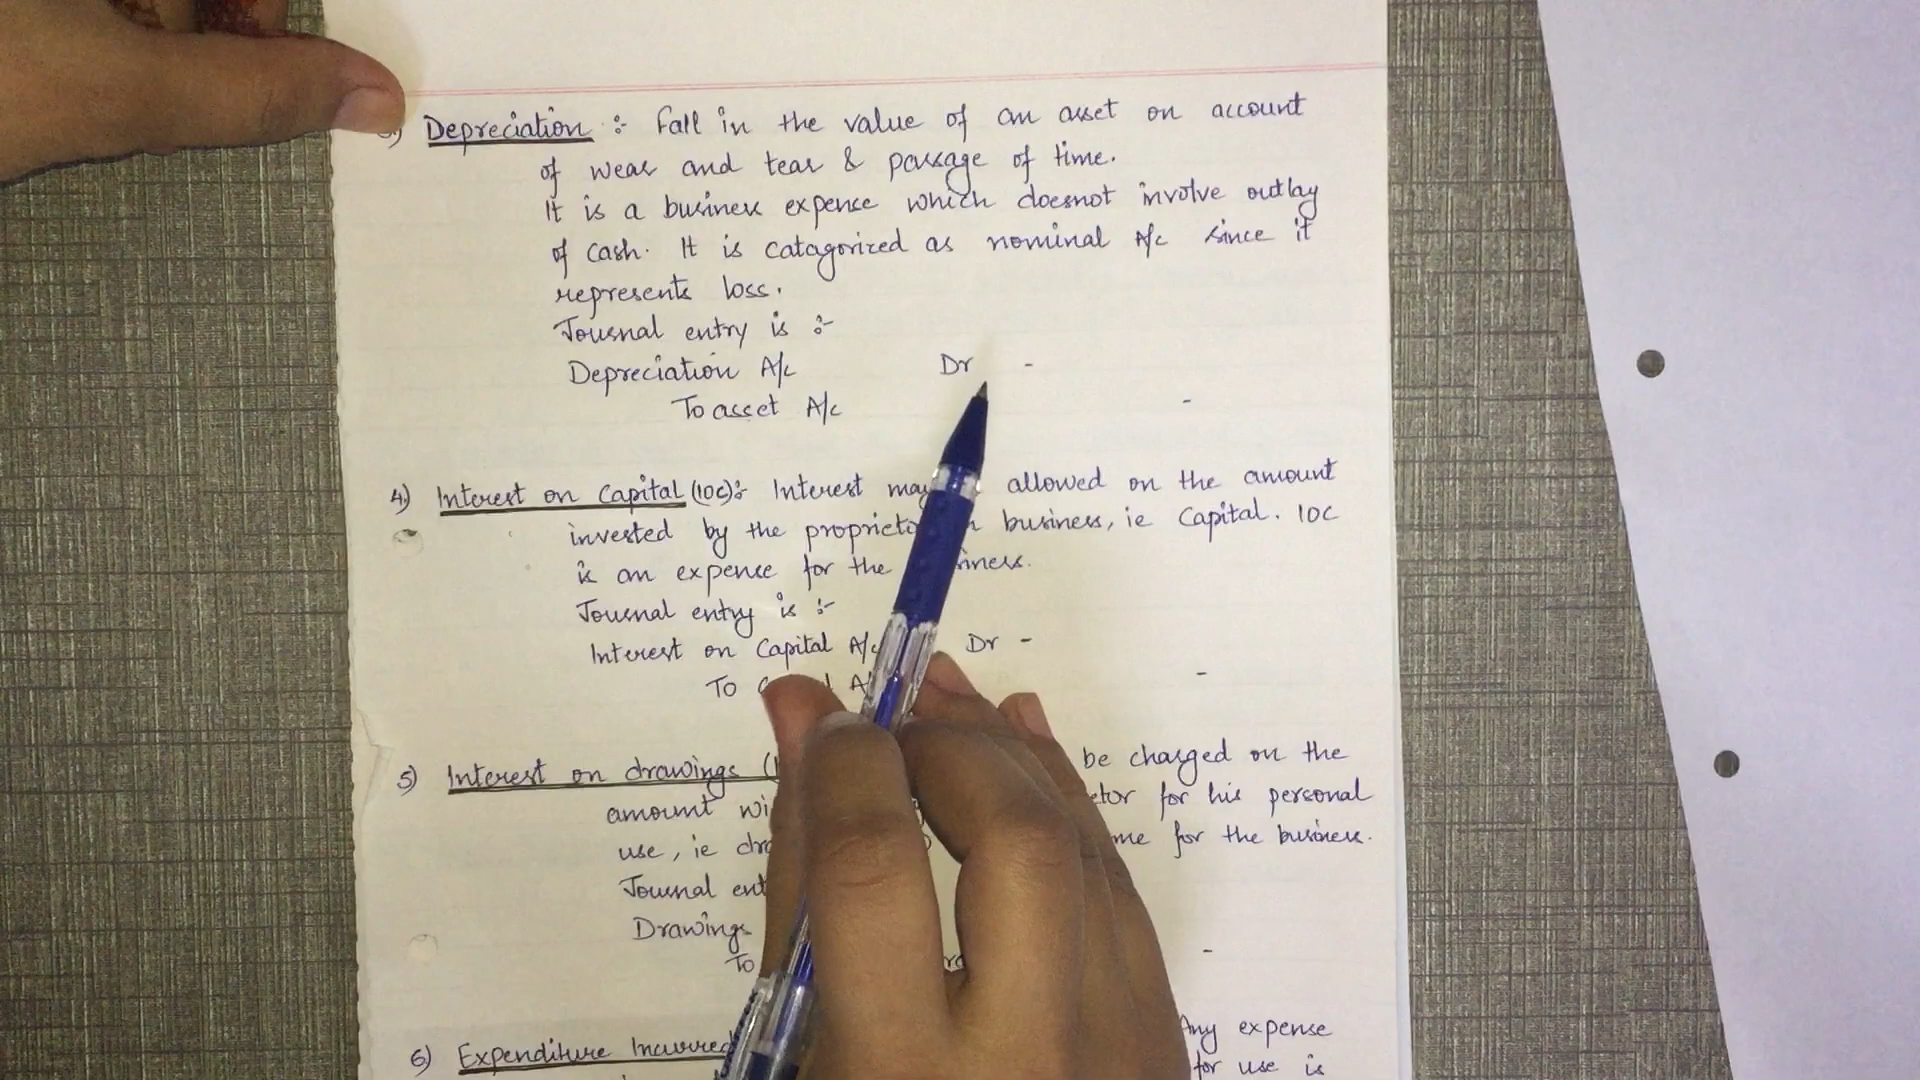 Depreciation :- Fall in the value of an asset on account
of wear and tear & passage of time.
It is a business expense which doesnot involve outlay
of cash. It is catagorized as nominal A/c since it
represents loss.
Journal entry is :-
Depreciation A/c Dr -
To asset A/c -
4) Interest on Capital (IOC):- Interest may allowed on the amount
invested by the business, ie Capital. IOC
is an expense for the
Journal entry is :-
Interest on Capital A/c Dr -
To -
5) Interest on drawings be charged on the
amount for his personal
use, ie for the business.
Journal
Drawings
To -
6) Expenditure Incurred Any expense
for use is